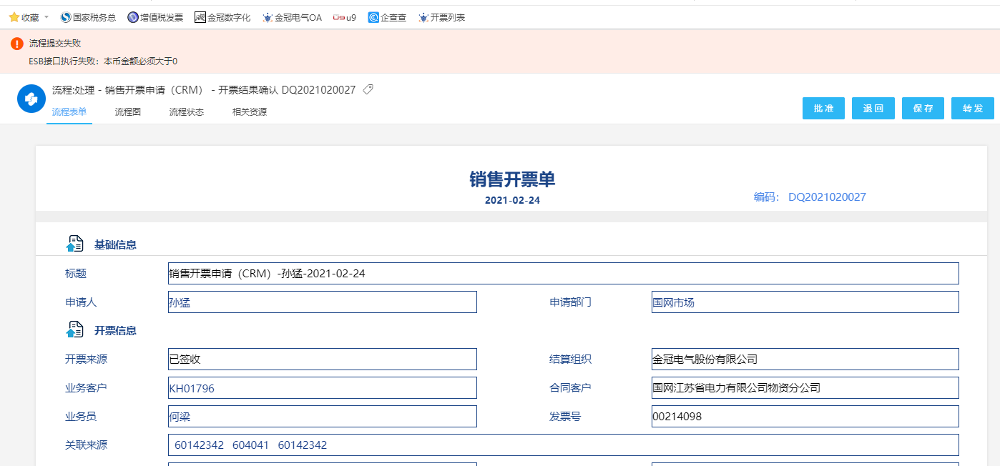 收藏 国家税务总 增值税发票 金冠数字化 金冠电气OA u9 企查查 开票列表
流程提交失败
ESB接口执行失败：本币金额必须大于0
流程:处理 - 销售开票申请（CRM） - 开票结果确认 DQ2021020027
流程表单 流程图 流程状态 相关资源
批准 退回 保存 转发
销售开票单
2021-02-24
编码： DQ2021020027
基础信息
标题 销售开票申请（CRM）-孙猛-2021-02-24
申请人 孙猛 申请部门 国网市场
开票信息
开票来源 已签收 结算组织 金冠电气股份有限公司
业务客户 KH01796 合同客户 国网江苏省电力有限公司物资分公司
业务员 何梁 发票号 00214098
关联来源 60142342 604041 60142342